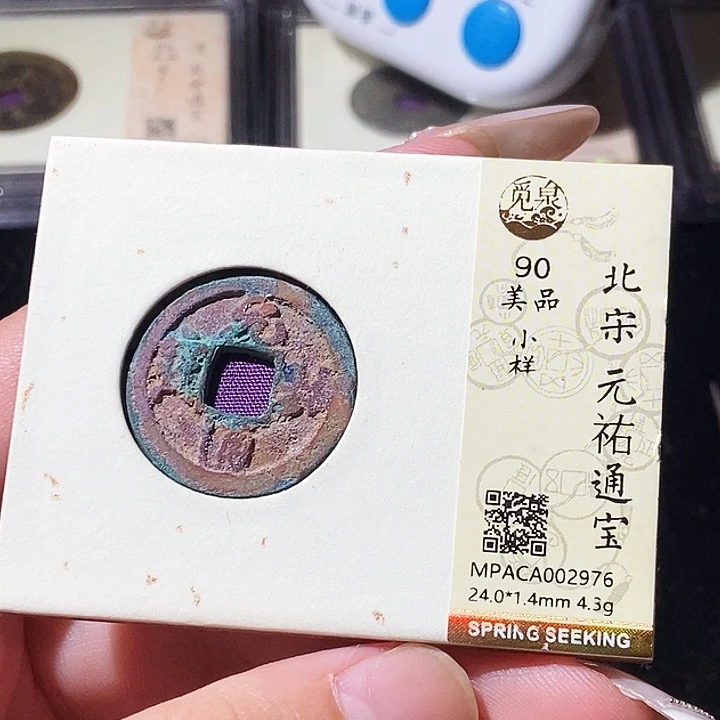 觅泉
90
美品
小样
北宋 元祐通宝
MPACA002976
24.0*1.4mm 4.3g
SPRING SEEKING